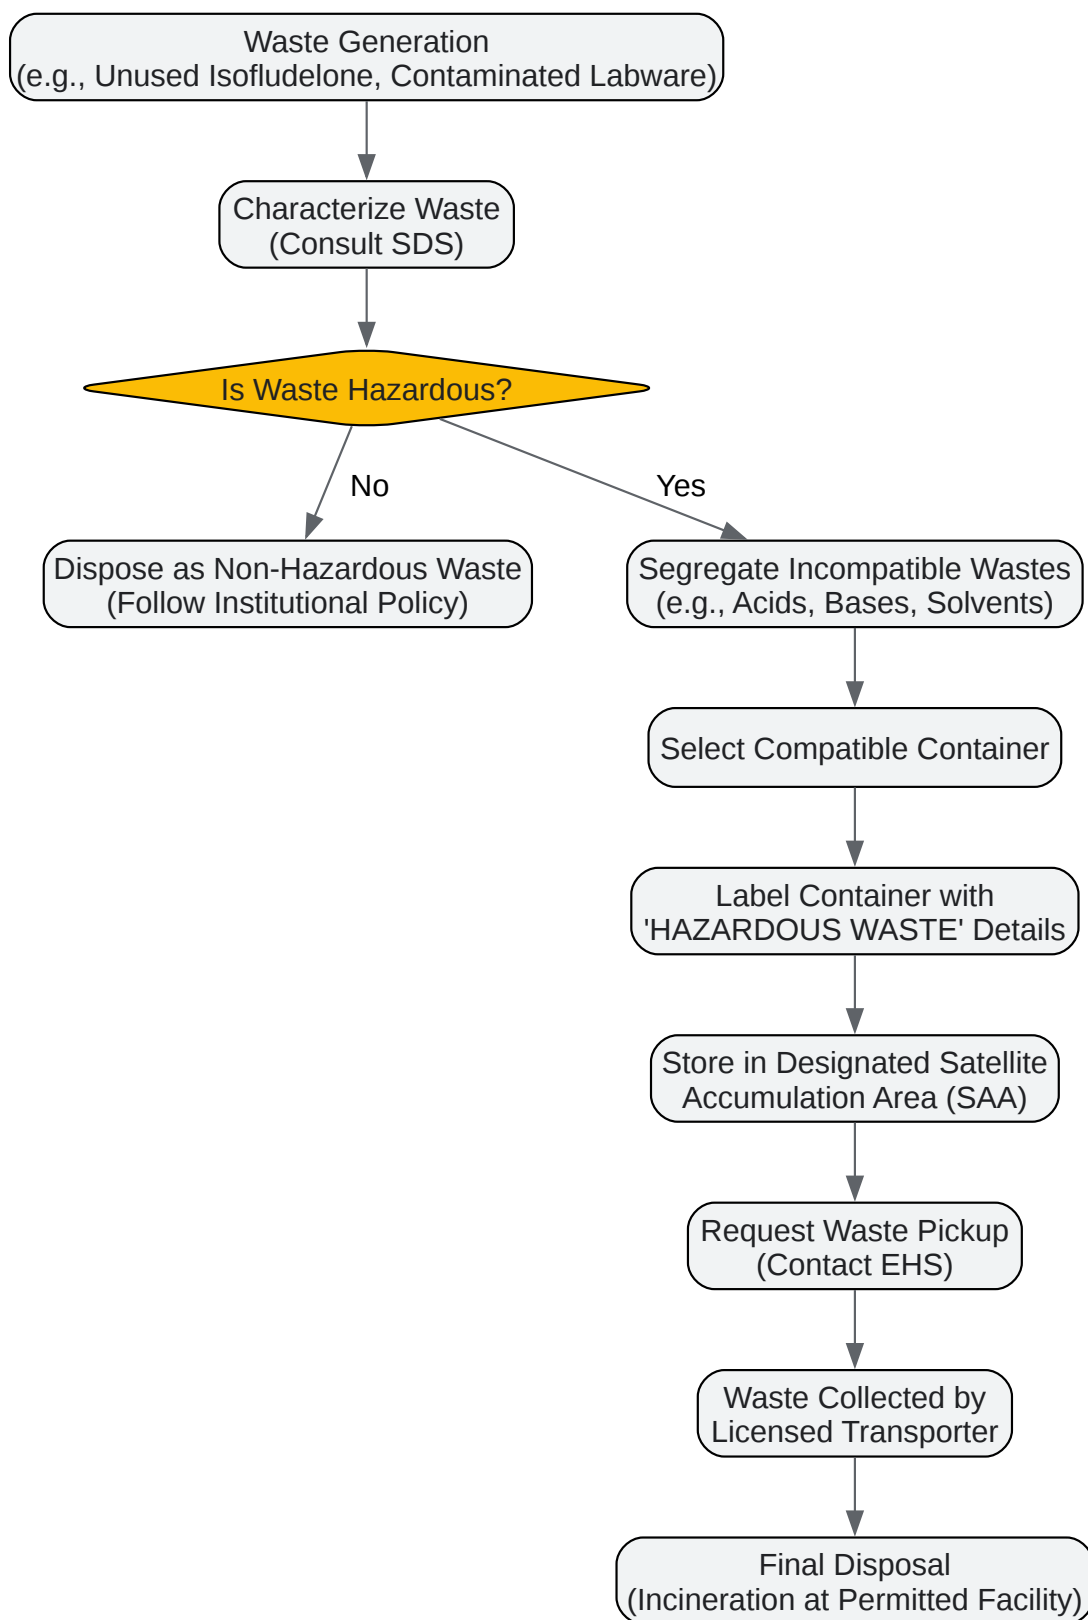 Waste Generation
(e.g., Unused Isofludelone, Contaminated Labware)
Characterize Waste
(Consult SDS)
Is Waste Hazardous?
No
Yes
Dispose as Non-Hazardous Waste
(Follow Institutional Policy)
Segregate Incompatible Wastes
(e.g., Acids, Bases, Solvents)
Select Compatible Container
Label Container with
'HAZARDOUS WASTE' Details
Store in Designated Satellite
Accumulation Area (SAA)
Request Waste Pickup
(Contact EHS)
Waste Collected by
Licensed Transporter
Final Disposal
(Incineration at Permitted Facility)